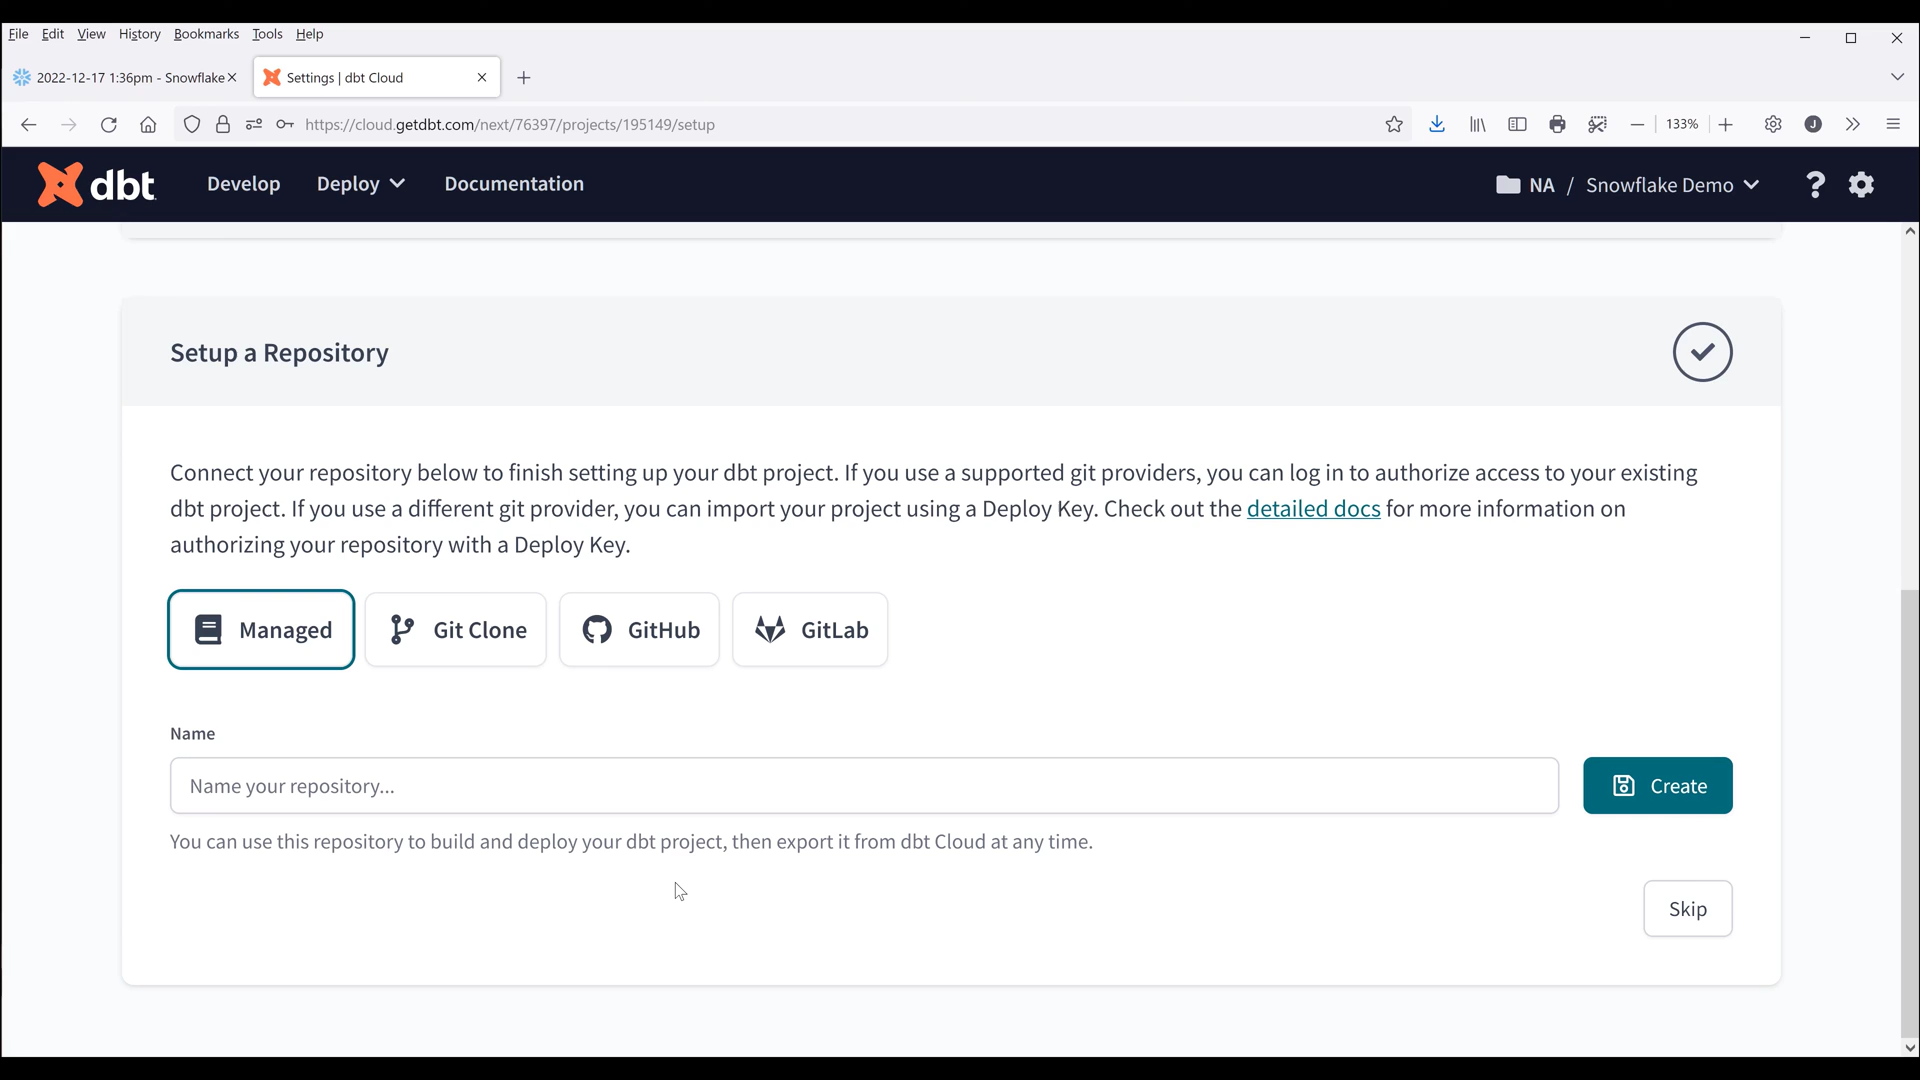 File Edit View History Bookmarks Tools Help
2022-12-17 1:36pm - Snowflake
Settings | dbt Cloud
https://cloud.getdbt.com/next/76397/projects/195149/setup
133%
J
dbt
Develop
Deploy
Documentation
NA / Snowflake Demo
?
Setup a Repository
Connect your repository below to finish setting up your dbt project. If you use a supported git providers, you can log in to authorize access to your existing
dbt project. If you use a different git provider, you can import your project using a Deploy Key. Check out the detailed docs for more information on
authorizing your repository with a Deploy Key.
Managed
Git Clone
GitHub
GitLab
Name
Name your repository...
Create
You can use this repository to build and deploy your dbt project, then export it from dbt Cloud at any time.
Skip